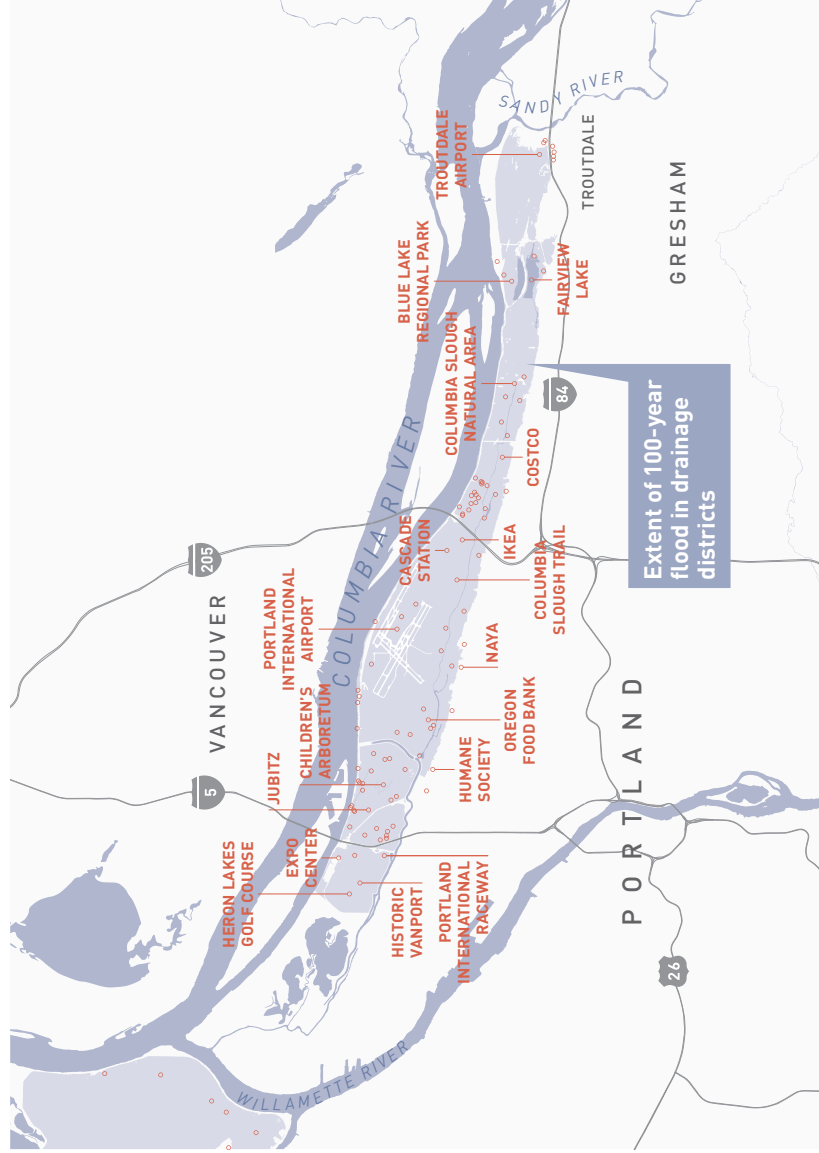 HERON LAKES
GOLF COURSE
EXPO
CENTER
JUBITZ
CHILDREN'S
ARBORETUM
PORTLAND
INTERNATIONAL
AIRPORT
CASCADE
STATION
COLUMBIA SLOUGH
NATURAL AREA
BLUE LAKE
REGIONAL PARK
TROUTDALE
AIRPORT
HISTORIC
VANPORT
PORTLAND
INTERNATIONAL
RACEWAY
HUMANE
SOCIETY
OREGON
FOOD BANK
NAYA
COLUMBIA
SLOUGH TRAIL
IKEA
COSTCO
FAIRVIEW
LAKE
VANCOUVER
PORTLAND
GRESHAM
TROUTDALE
COLUMBIA RIVER
WILLAMETTE RIVER
SANDY RIVER
5
205
84
26
Extent of 100-year
flood in drainage
districts